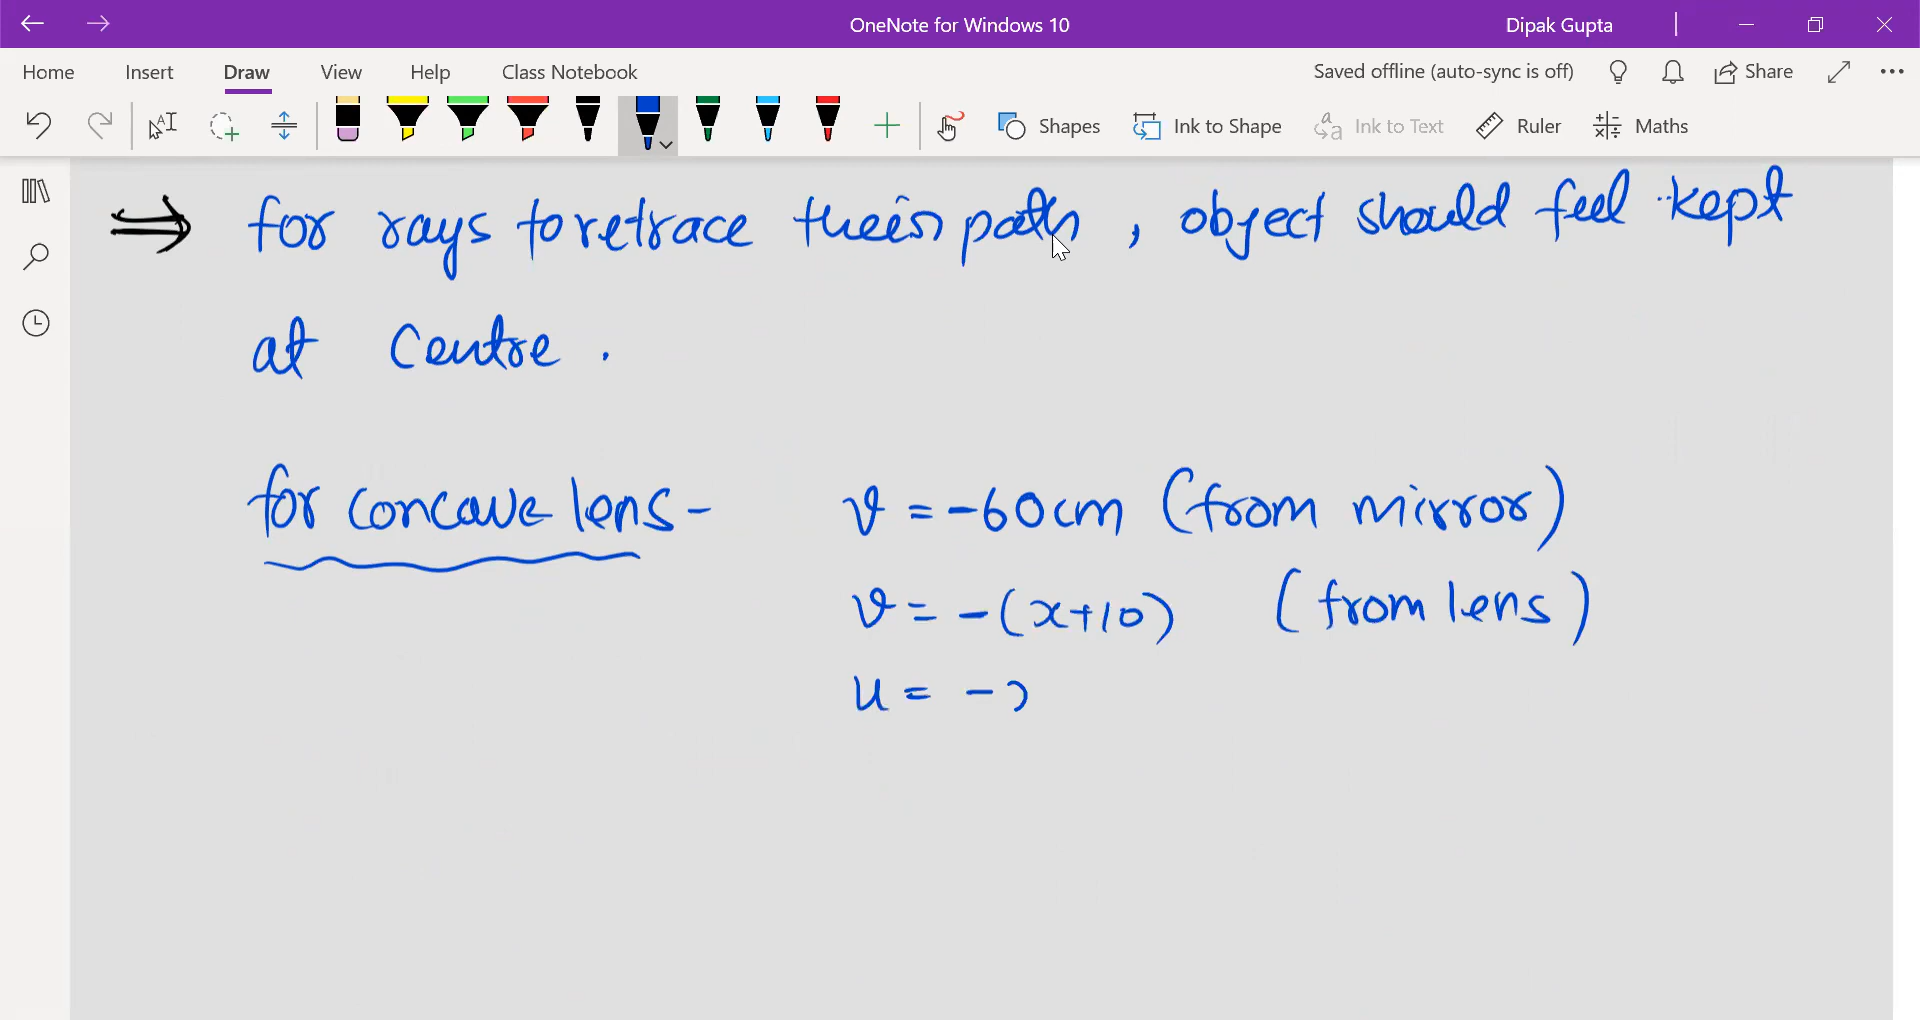 OneNote for Windows 10
Dipak Gupta
Home Insert Draw View Help Class Notebook
Saved offline (auto-sync is off) Share
Shapes Ink to Shape Ink to Text Ruler Maths
⇒ for rays to retrace their path, object should feel kept
at Centre.
for concave lens- v = -60cm (from mirror)
v = -(x+10) (from lens)
u = -